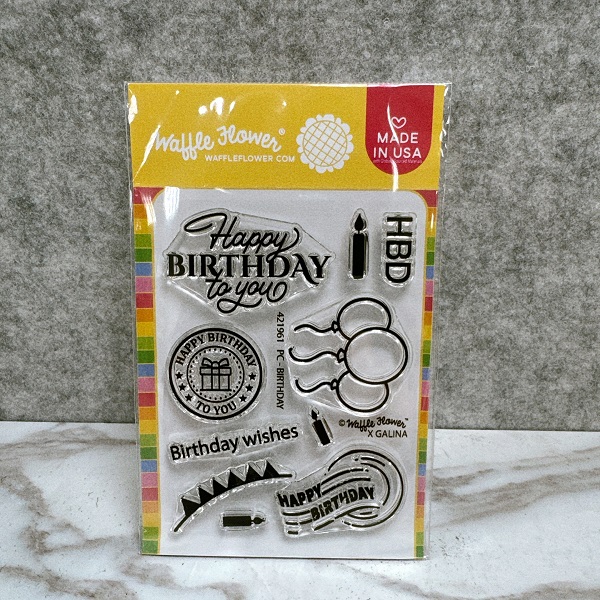 Waffle Flower®
WAFFLEFLOWER.COM
MADE
IN USA
Happy
BIRTHDAY
to you
HBD
421961 PC - BIRTHDAY
HAPPY BIRTHDAY
TO YOU
© Waffle Flower™
X GALINA
Birthday wishes
HAPPY
BIRTHDAY